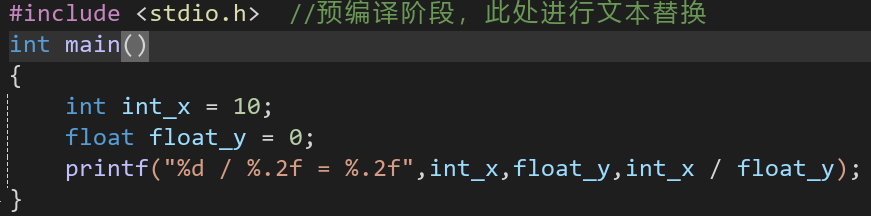 #include <stdio.h>  //预编译阶段，此处进行文本替换
int main()
{
    int int_x = 10;
    float float_y = 0;
    printf("%d / %.2f = %.2f",int_x,float_y,int_x / float_y);
}